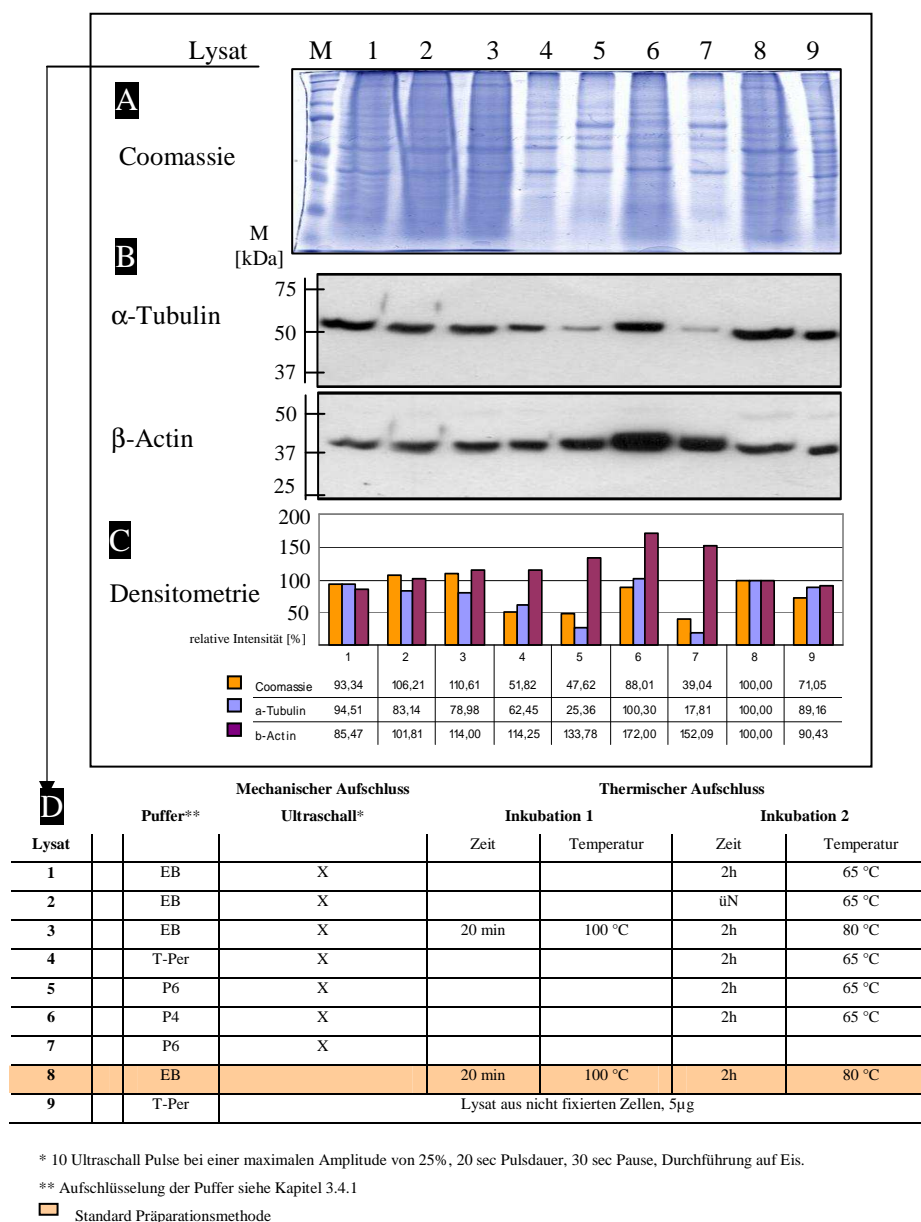 Lysat M 1 2 3 4 5 6 7 8 9
A
Coomassie
M
[kDa]
B
75
α-Tubulin
50
37
50
β-Actin
37
25
200
C
150
Densitometrie
100
50
relative Intensität [%]
1 2 3 4 5 6 7 8 9
Coomassie 93,34 106,21 110,61 51,82 47,62 88,01 39,04 100,00 71,05
a-Tubulin 94,51 83,14 78,98 62,45 25,36 100,30 17,81 100,00 89,16
b-Actin 85,47 101,81 114,00 114,25 133,78 172,00 152,09 100,00 90,43
D
Mechanischer Aufschluss Thermischer Aufschluss
Puffer** Ultraschall* Inkubation 1 Inkubation 2
Lysat Zeit Temperatur Zeit Temperatur
1 EB X 2h 65 °C
2 EB X üN 65 °C
3 EB X 20 min 100 °C 2h 80 °C
4 T-Per X 2h 65 °C
5 P6 X 2h 65 °C
6 P4 X 2h 65 °C
7 P6 X
8 EB 20 min 100 °C 2h 80 °C
9 T-Per Lysat aus nicht fixierten Zellen, 5µg
* 10 Ultraschall Pulse bei einer maximalen Amplitude von 25%, 20 sec Pulsdauer, 30 sec Pause, Durchführung auf Eis.
** Aufschlüsselung der Puffer siehe Kapitel 3.4.1
Standard Präparationsmethode